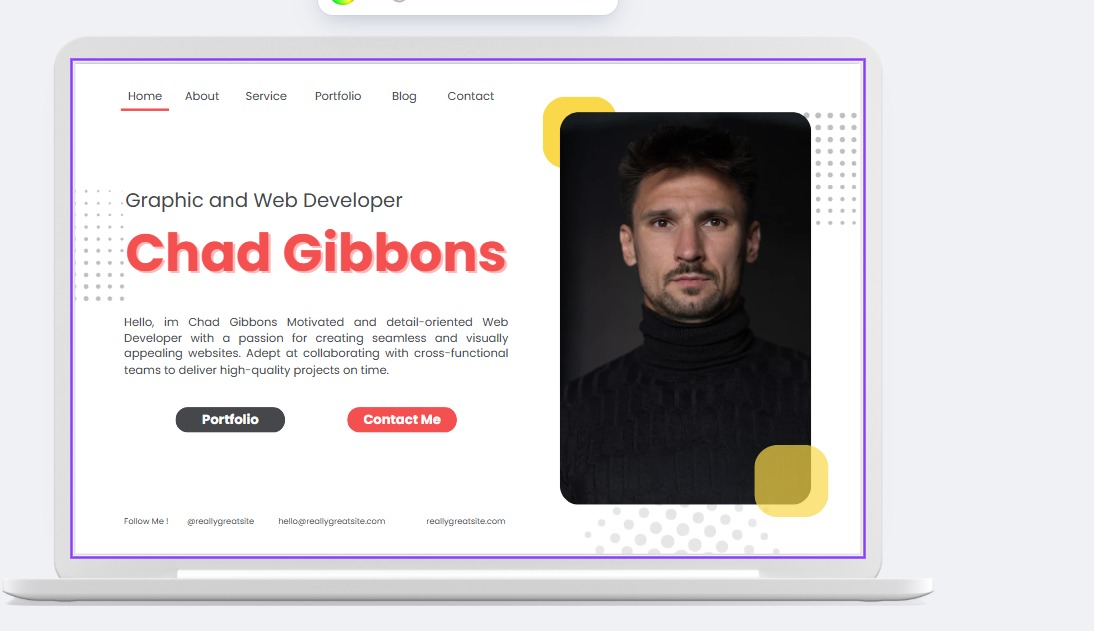 Home About Service Portfolio Blog Contact
Graphic and Web Developer
Chad Gibbons
Hello, im Chad Gibbons Motivated and detail-oriented Web
Developer with a passion for creating seamless and visually
appealing websites. Adept at collaborating with cross-functional
teams to deliver high-quality projects on time.
Portfolio Contact Me
Follow Me ! @reallygreatsite hello@reallygreatsite.com reallygreatsite.com